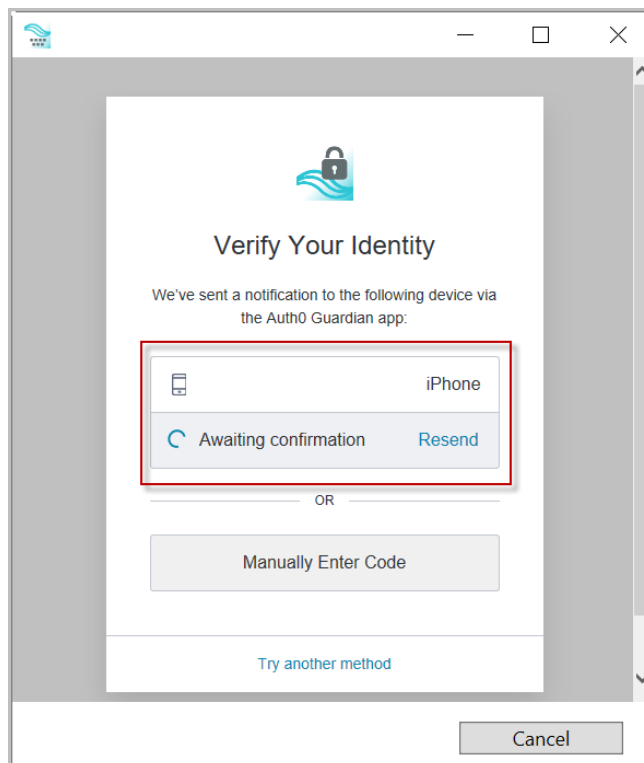 Verify Your Identity
We've sent a notification to the following device via
the Auth0 Guardian app:
iPhone
Awaiting confirmation Resend
OR
Manually Enter Code
Try another method
Cancel